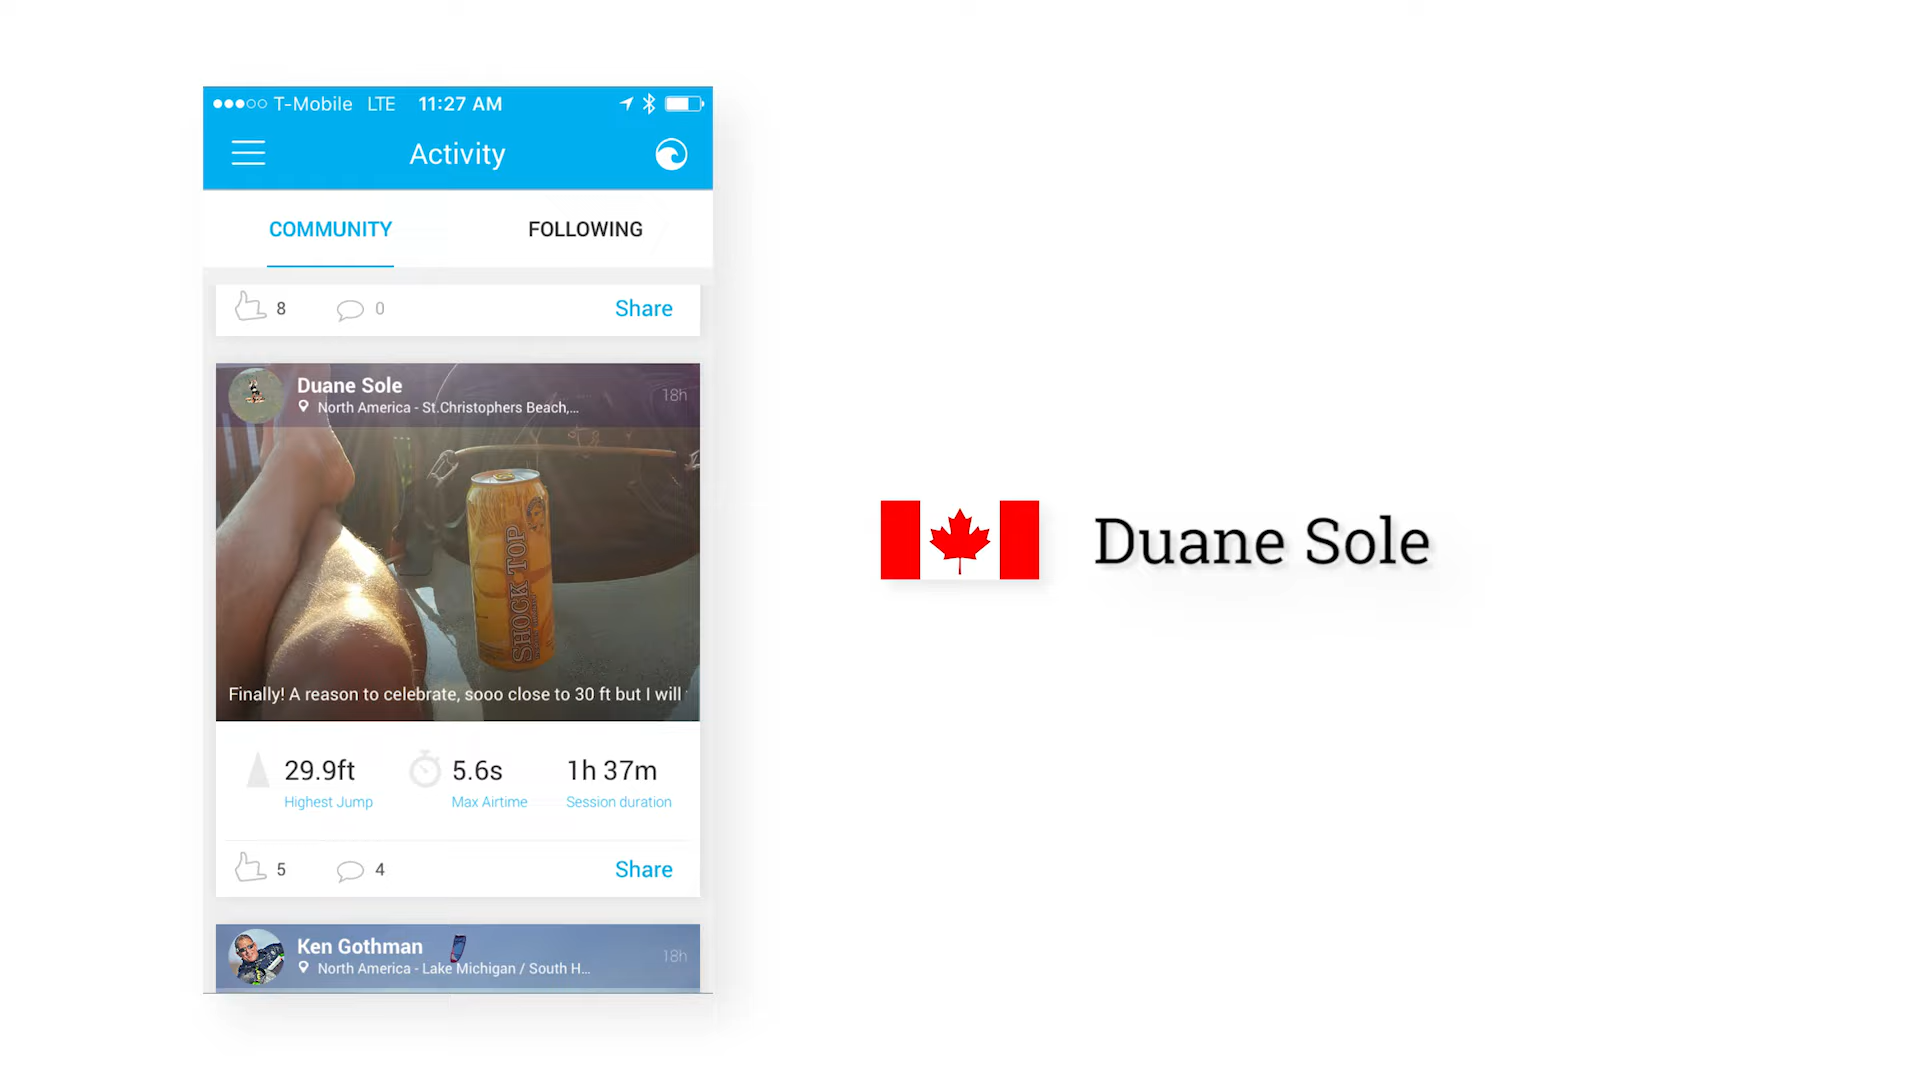 T-Mobile LTE 11:27 AM
Activity
COMMUNITY FOLLOWING
8 0 Share
Duane Sole
North America - St.Christophers Beach,...
18h
SHOCK TOP
Finally! A reason to celebrate, sooo close to 30 ft but I will
29.9ft 5.6s 1h 37m
Highest Jump Max Airtime Session duration
5 4 Share
Ken Gothman
North America - Lake Michigan / South H...
18h
Duane Sole